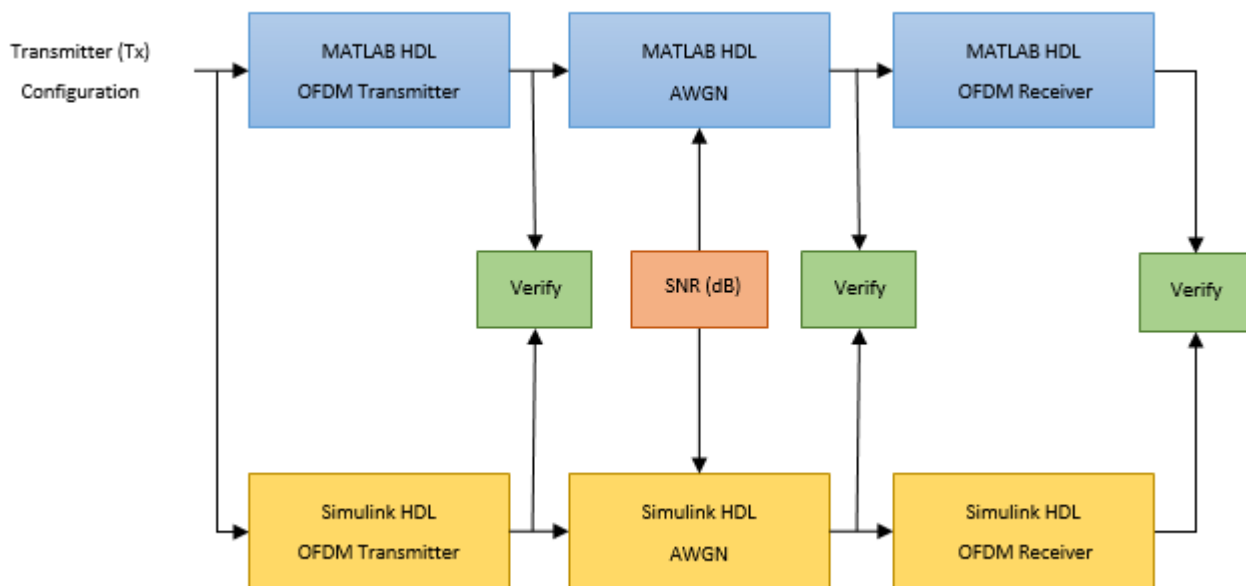 Transmitter (Tx)
Configuration
MATLAB HDL
OFDM Transmitter
MATLAB HDL
AWGN
MATLAB HDL
OFDM Receiver
Verify
SNR (dB)
Verify
Verify
Simulink HDL
OFDM Transmitter
Simulink HDL
AWGN
Simulink HDL
OFDM Receiver